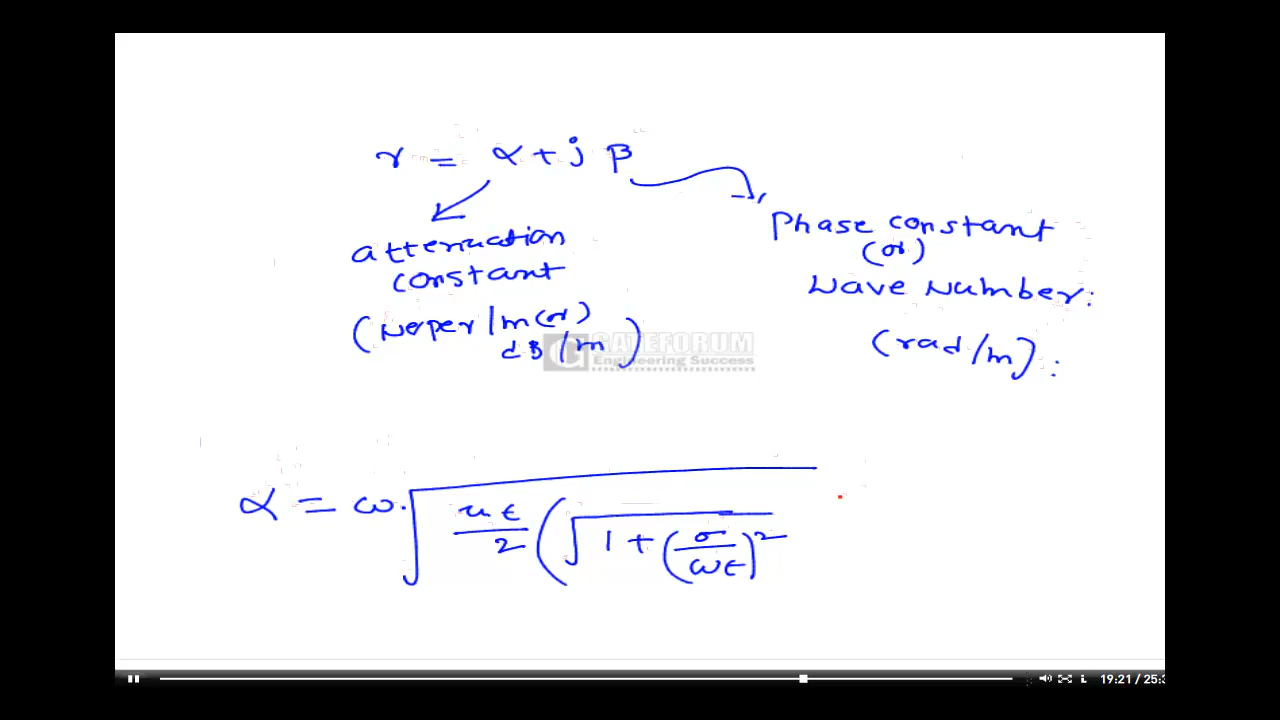 γ = α + j β
attenuation
constant
(Neper/m (or)
dB/m)
Phase constant
(or)
Wave Number:
(rad/m):
GATEFORUM
Engineering Success
α = ω·√(με/2 (√(1 + (σ/ωε)²
19:21 / 25:3